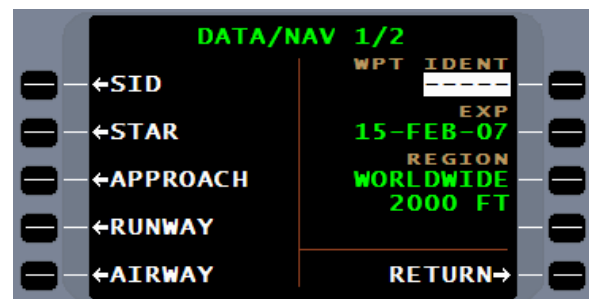 DATA/NAV 1/2
WPT IDENT
←SID -----
EXP
←STAR 15-FEB-07
REGION
←APPROACH WORLDWIDE
2000 FT
←RUNWAY
←AIRWAY RETURN→